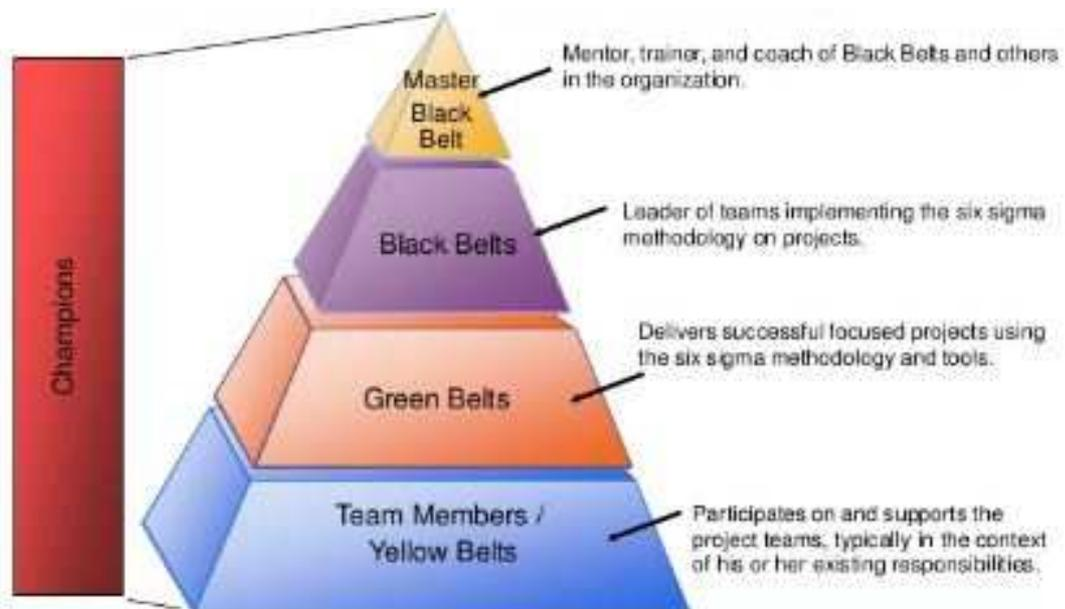 Champions
Master
Black
Belt
Mentor, trainer, and coach of Black Belts and others
in the organization.
Black Belts
Leader of teams implementing the six sigma
methodology on projects.
Green Belts
Delivers successful focused projects using
the six sigma methodology and tools.
Team Members /
Yellow Belts
Participates on and supports the
project teams, typically in the context
of his or her existing responsibilities.